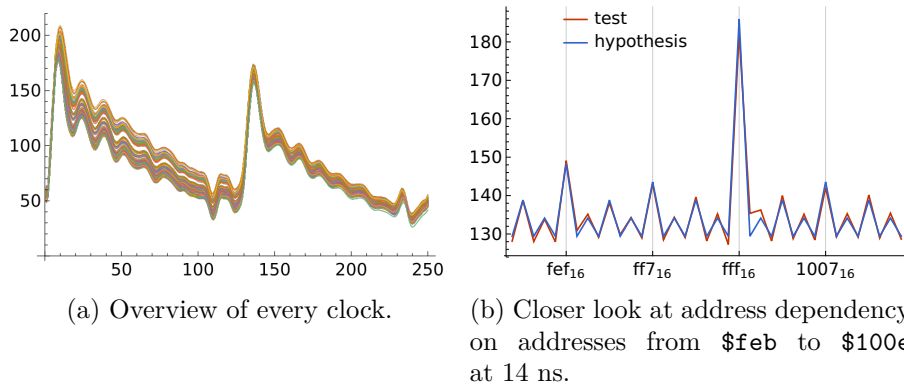 200
150
100
50
50
100
150
200
250
(a) Overview of every clock.
test
hypothesis
180
170
160
150
140
130
fef16
ff716
fff16
100716
(b) Closer look at address dependency
on addresses from $feb to $100e
at 14 ns.